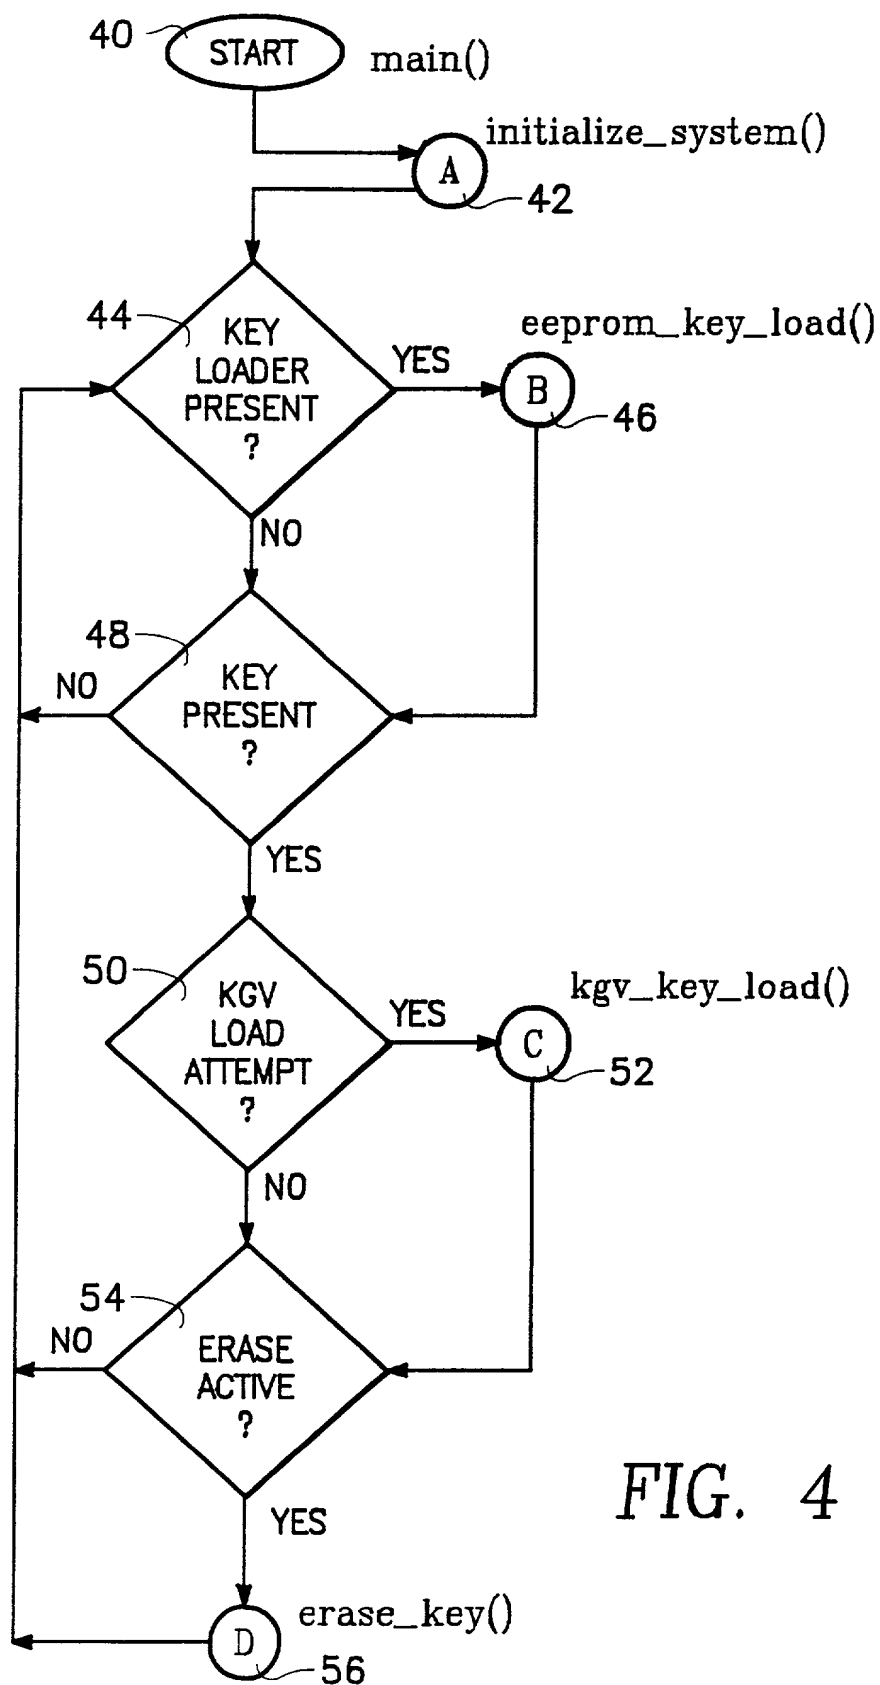 40
START
main()
initialize_system()
A
42
44
KEY
LOADER
PRESENT
?
YES
eeprom_key_load()
B
46
NO
48
KEY
PRESENT
?
NO
YES
50
KGV
LOAD
ATTEMPT
?
YES
kgv_key_load()
C
52
NO
54
ERASE
ACTIVE
?
NO
YES
FIG. 4
erase_key()
D
56